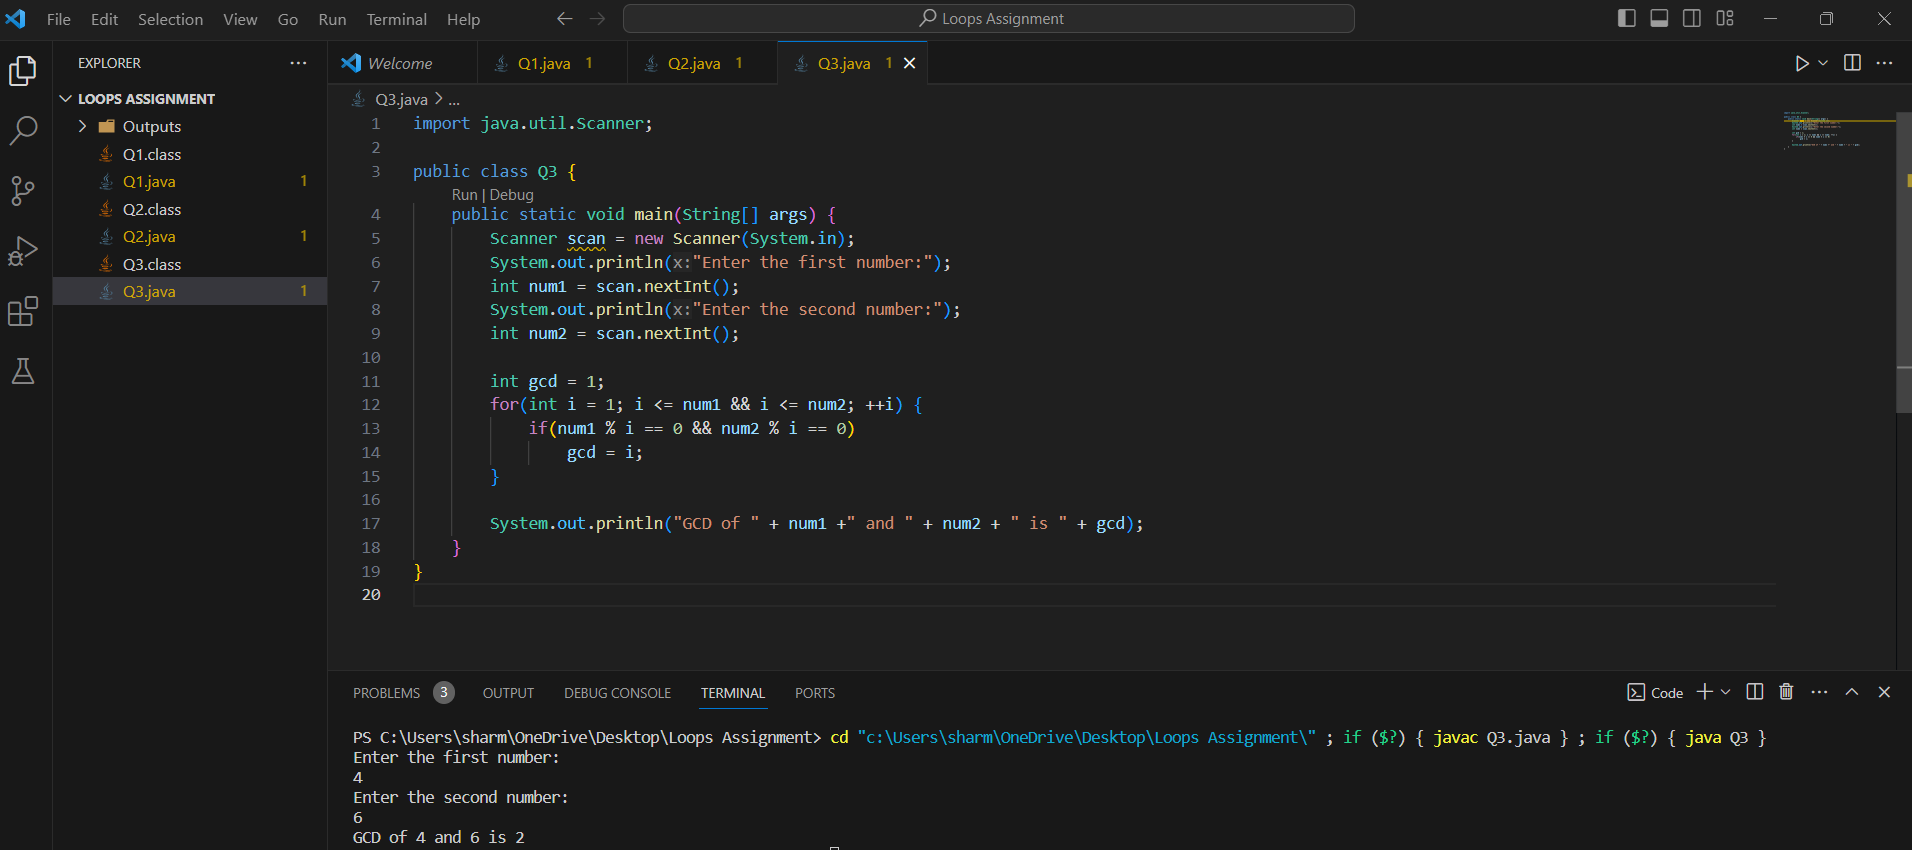 File Edit Selection View Go Run Terminal Help
Loops Assignment
EXPLORER
LOOPS ASSIGNMENT
Outputs
Q1.class
Q1.java 1
Q2.class
Q2.java 1
Q3.class
Q3.java 1
Welcome Q1.java 1 Q2.java 1 Q3.java 1
Q3.java > ...
1 import java.util.Scanner;
2
3 public class Q3 {
Run | Debug
4 public static void main(String[] args) {
5 Scanner scan = new Scanner(System.in);
6 System.out.println(x:"Enter the first number:");
7 int num1 = scan.nextInt();
8 System.out.println(x:"Enter the second number:");
9 int num2 = scan.nextInt();
10
11 int gcd = 1;
12 for(int i = 1; i <= num1 && i <= num2; ++i) {
13 if(num1 % i == 0 && num2 % i == 0)
14 gcd = i;
15 }
16
17 System.out.println("GCD of " + num1 +" and " + num2 + " is " + gcd);
18 }
19 }
20
PROBLEMS 3 OUTPUT DEBUG CONSOLE TERMINAL PORTS
Code
PS C:\Users\sharm\OneDrive\Desktop\Loops Assignment> cd "c:\Users\sharm\OneDrive\Desktop\Loops Assignment\" ; if ($?) { javac Q3.java } ; if ($?) { java Q3 }
Enter the first number:
4
Enter the second number:
6
GCD of 4 and 6 is 2